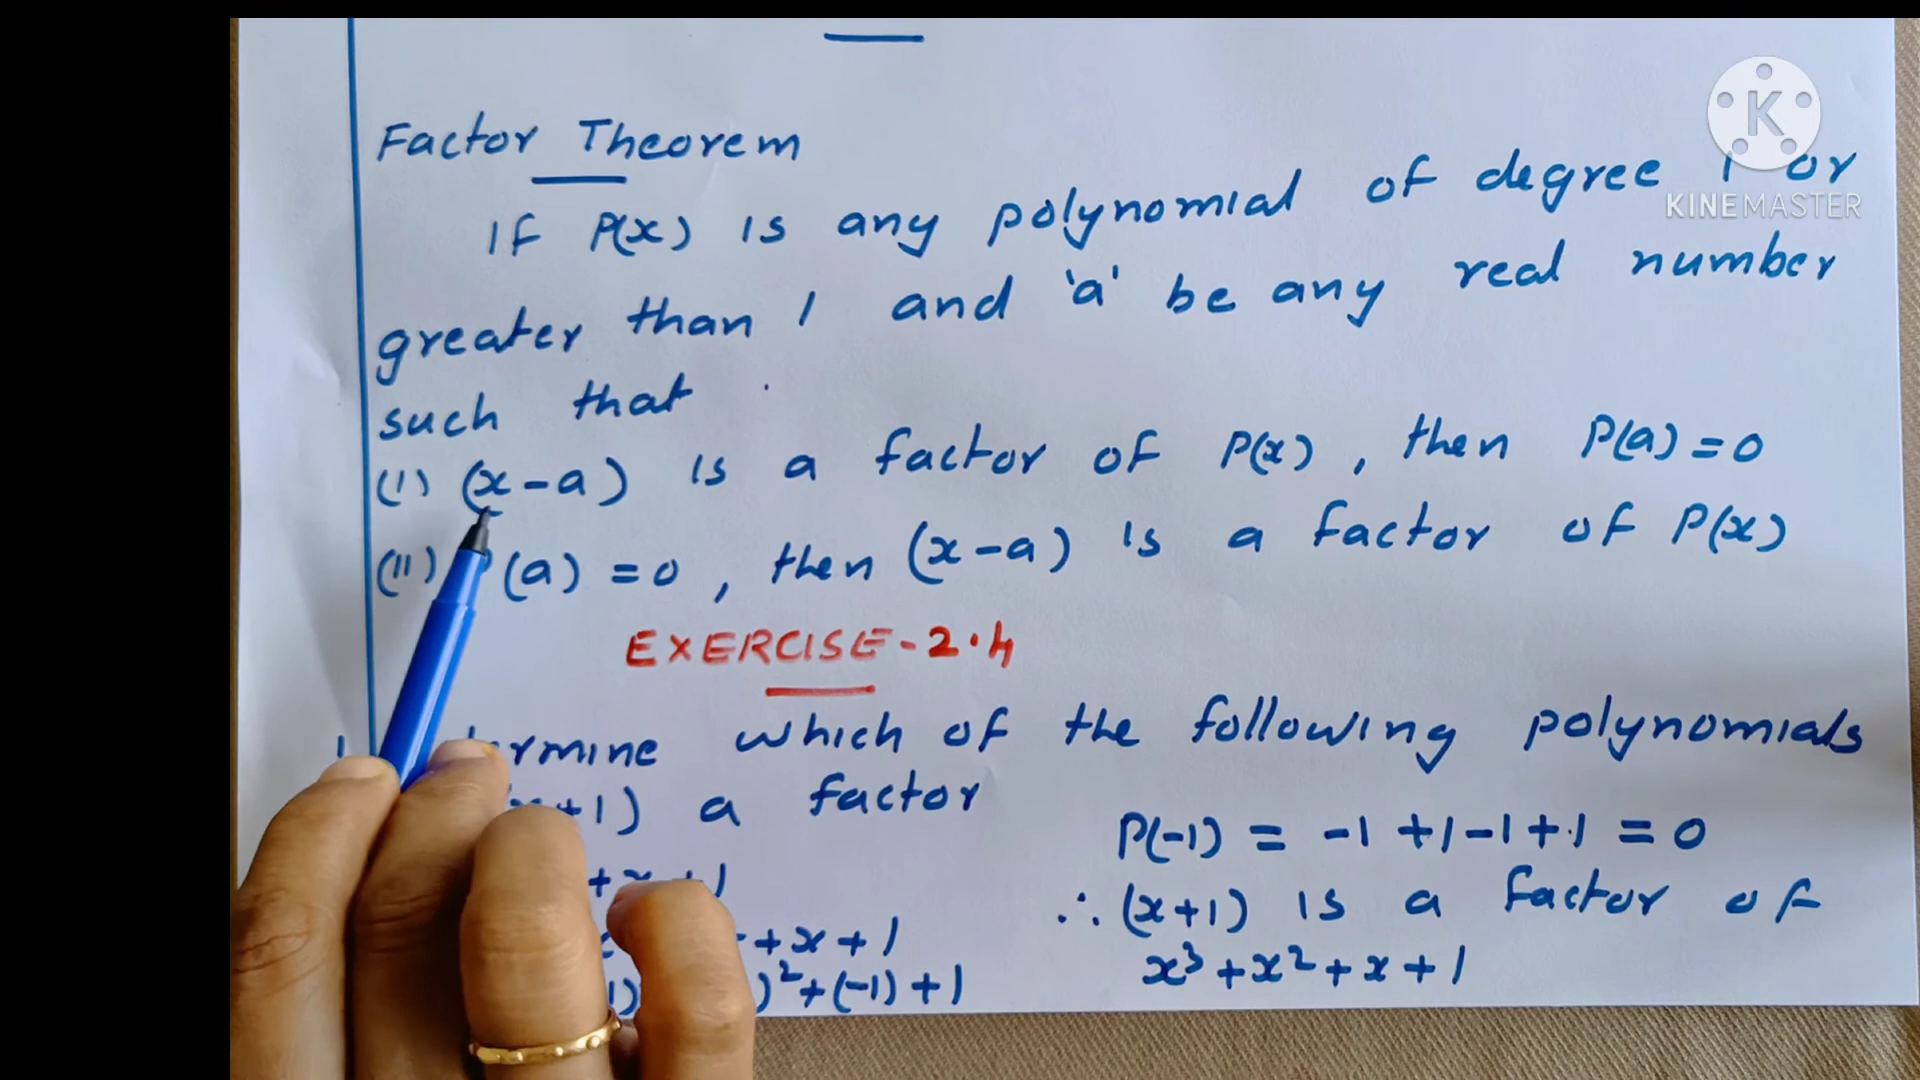 Factor Theorem
If P(x) is any polynomial of degree 1 or
greater than 1 and 'a' be any real number
such that
(i) (x-a) is a factor of P(x), then P(a)=0
(ii) (a)=0, then (x-a) is a factor of P(x)
EXERCISE-2.4
which of the following polynomials
+1) a factor
+x+1
+x+1
)²+(-1)+1
P(-1) = -1+1-1+1=0
∴ (x+1) is a factor of
x³+x²+x+1
K
KINEMASTER